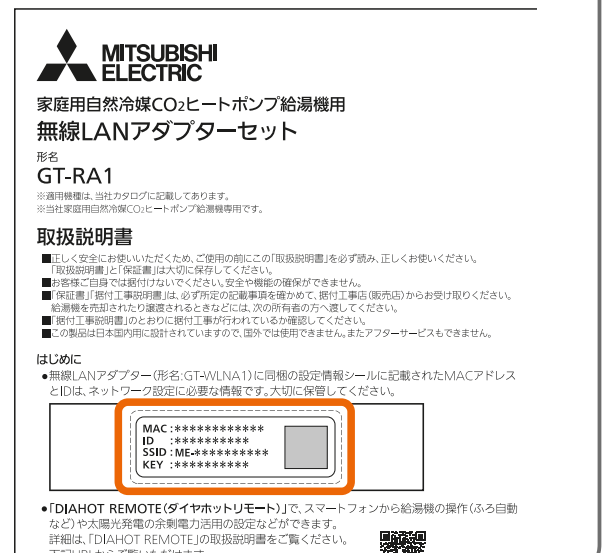 MITSUBISHI
ELECTRIC
家庭用自然冷媒CO₂ヒートポンプ給湯機用
無線LANアダプターセット
形名
GT-RA1
※適用機種は、当社カタログに記載してあります。
※当社家庭用自然冷媒CO₂ヒートポンプ給湯機専用です。
取扱説明書
■正しく安全にお使いいただくため、ご使用の前にこの「取扱説明書」を必ず読み、正しくお使いください。
「取扱説明書」と「保証書」は大切に保存してください。
■お客様ご自身では据付けないでください。安全や機能の確保ができません。
■「保証書」「据付工事説明書」は、必ず所定の記載事項を確かめて、据付工事店(販売店)からお受け取りください。
給湯機を売却されたり譲渡されるときなどには、次の所有者の方へ渡してください。
■「据付工事説明書」のとおりに据付工事が行われているか確認してください。
■この製品は日本国内用に設計されていますので、国外では使用できません。またアフターサービスもできません。
はじめに
●無線LANアダプター(形名:GT-WLNA1)に同梱の設定情報シールに記載されたMACアドレス
とIDは、ネットワーク設定に必要な情報です。大切に保管してください。
MAC:************
ID :**********
SSID:ME-**********
KEY :**********
●「DIAHOT REMOTE(ダイヤホットリモート)」で、スマートフォンから給湯機の操作(ふろ自動
など)や太陽光発電の余剰電力活用の設定などができます。
詳細は、「DIAHOT REMOTE」の取扱説明書をご覧ください。